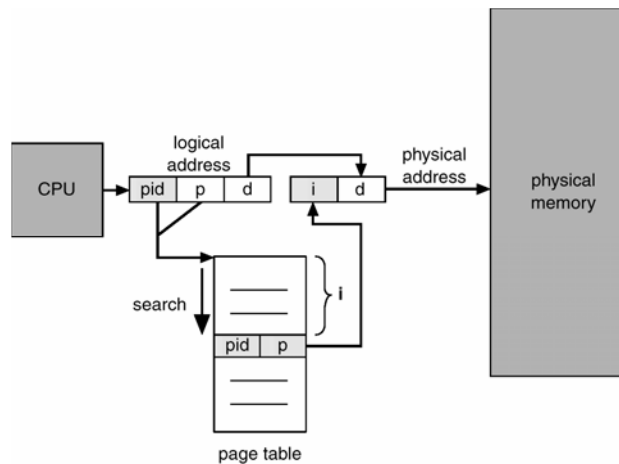 logical
address
physical
address
CPU
pid p d
i d
physical
memory
search
i
pid p
page table